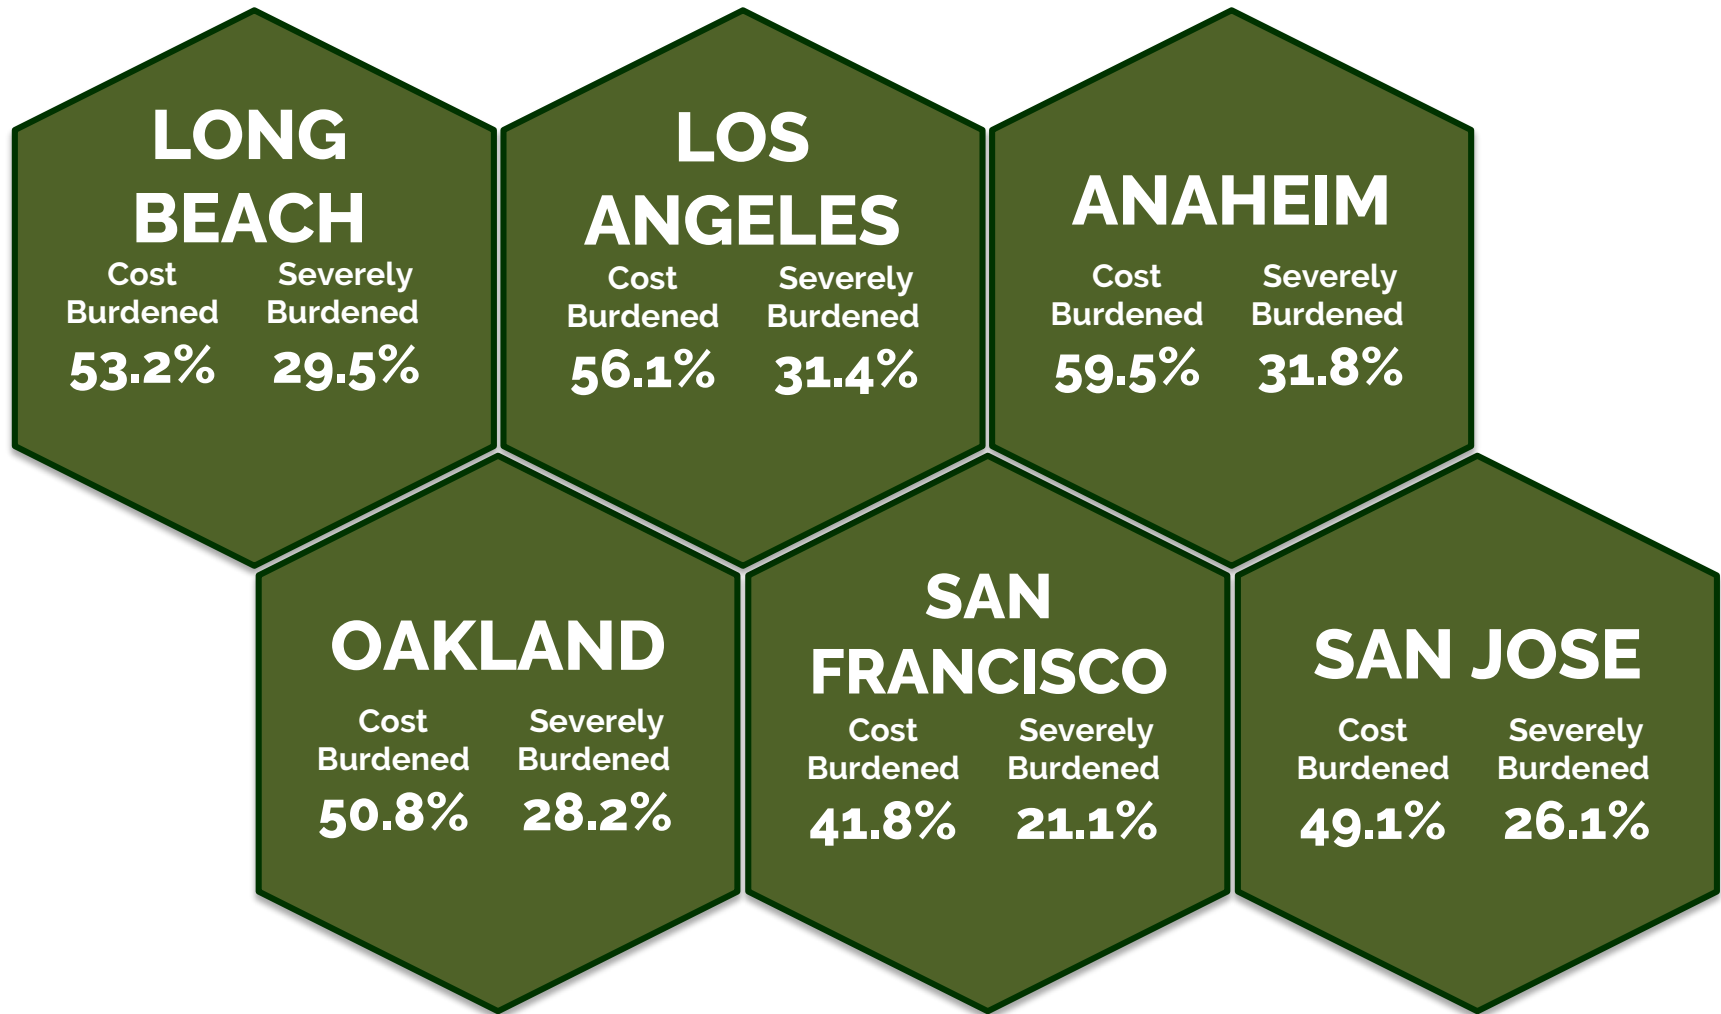 LONG
BEACH
Cost Severely
Burdened Burdened
53.2% 29.5%
LOS
ANGELES
Cost Severely
Burdened Burdened
56.1% 31.4%
ANAHEIM
Cost Severely
Burdened Burdened
59.5% 31.8%
OAKLAND
Cost Severely
Burdened Burdened
50.8% 28.2%
SAN
FRANCISCO
Cost Severely
Burdened Burdened
41.8% 21.1%
SAN JOSE
Cost Severely
Burdened Burdened
49.1% 26.1%